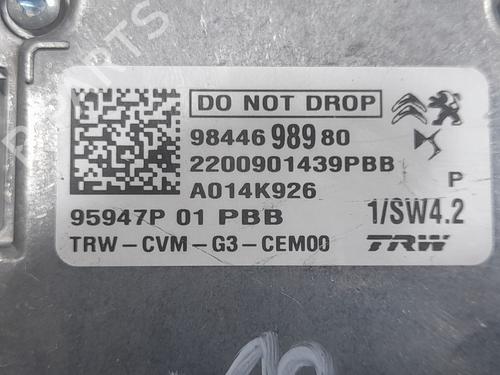 DO NOT DROP
98446 989 80
2200901439PBB
A014K926
P
95947P 01 PBB
1/SW4.2
TRW-CVM-G3-CEM00
TRW